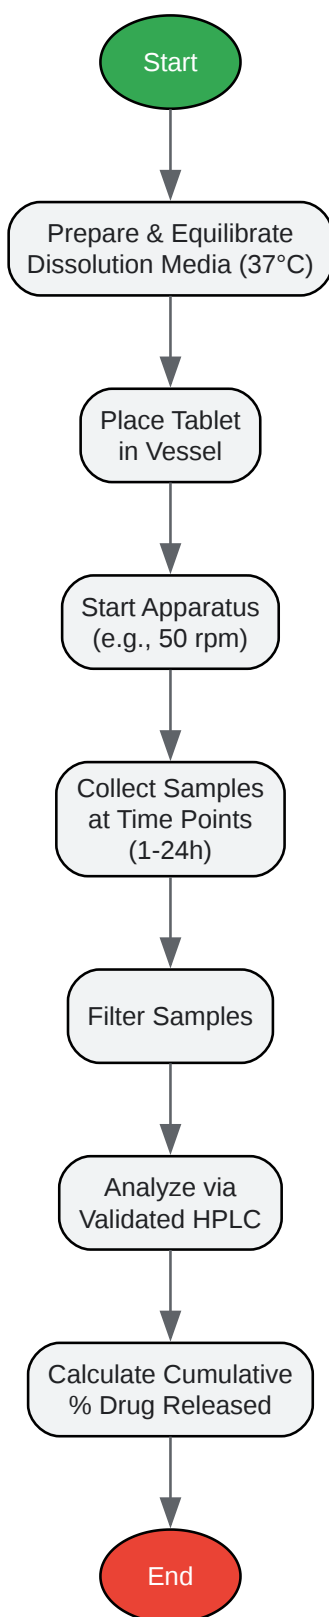 Start
Prepare & Equilibrate
Dissolution Media (37°C)
Place Tablet
in Vessel
Start Apparatus
(e.g., 50 rpm)
Collect Samples
at Time Points
(1-24h)
Filter Samples
Analyze via
Validated HPLC
Calculate Cumulative
% Drug Released
End